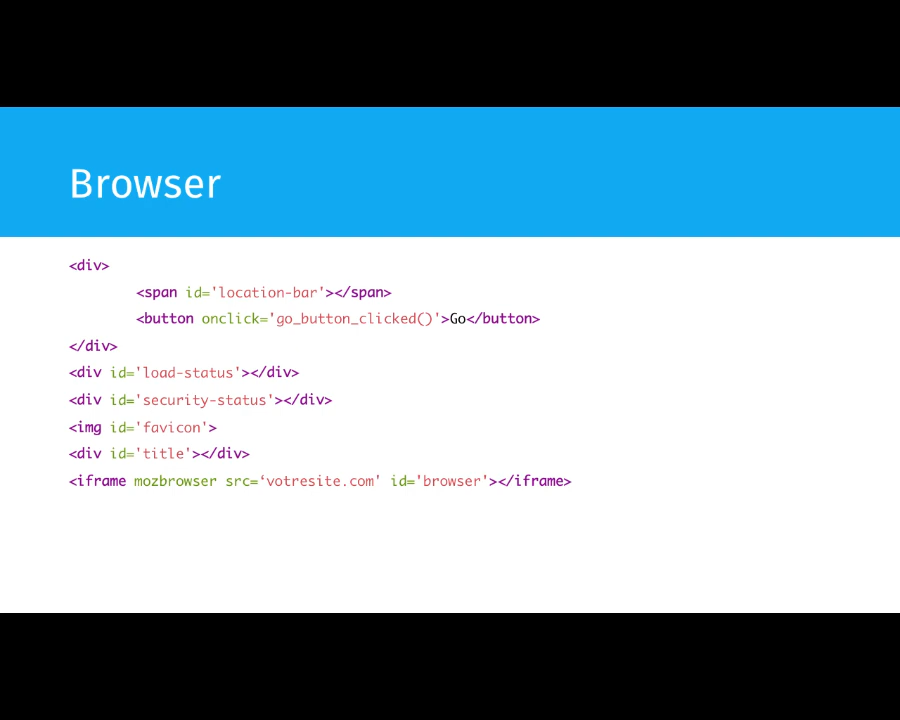 Browser
<div>
<span id='location-bar'></span>
<button onclick='go_button_clicked()'>Go</button>
</div>
<div id='load-status'></div>
<div id='security-status'></div>
<img id='favicon'>
<div id='title'></div>
<iframe mozbrowser src=‘votresite.com’ id='browser'></iframe>